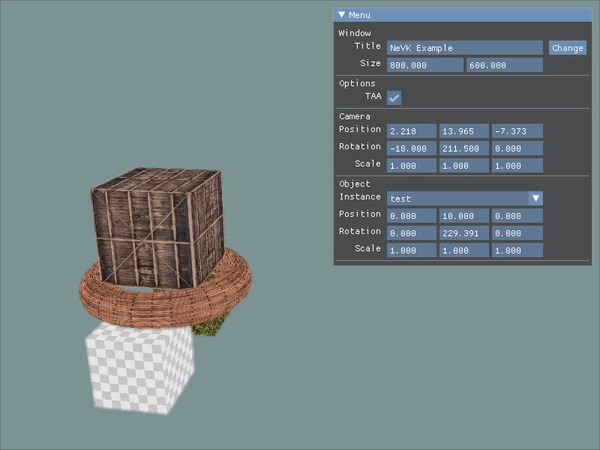 Menu
Window
Title NeVK Example Change
Size 800.000 600.000
Options
TAA
Camera
Position 2.218 13.965 -7.373
Rotation -18.000 211.500 0.000
Scale 1.000 1.000 1.000
Object
Instance test
Position 0.000 10.000 0.000
Rotation 0.000 229.391 0.000
Scale 1.000 1.000 1.000